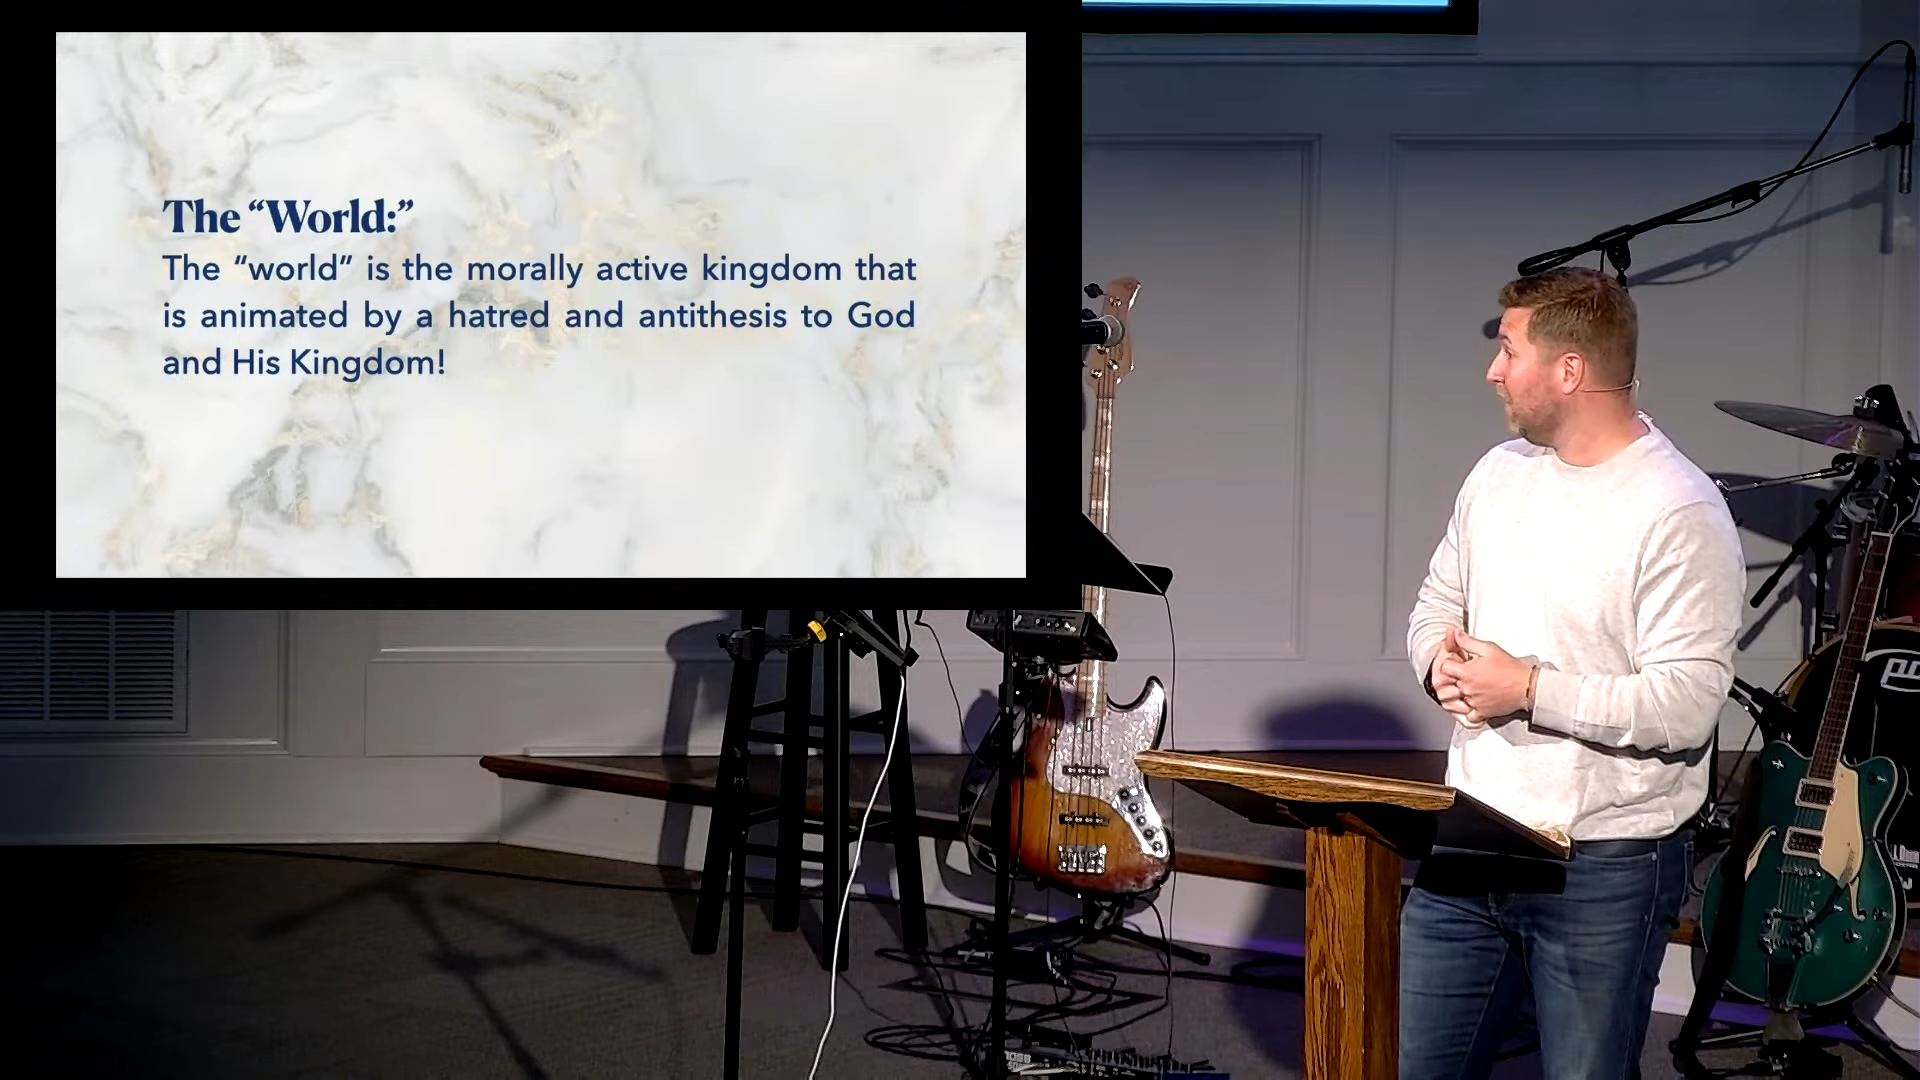 The “World:”
The “world” is the morally active kingdom that
is animated by a hatred and antithesis to God
and His Kingdom!
BOSS